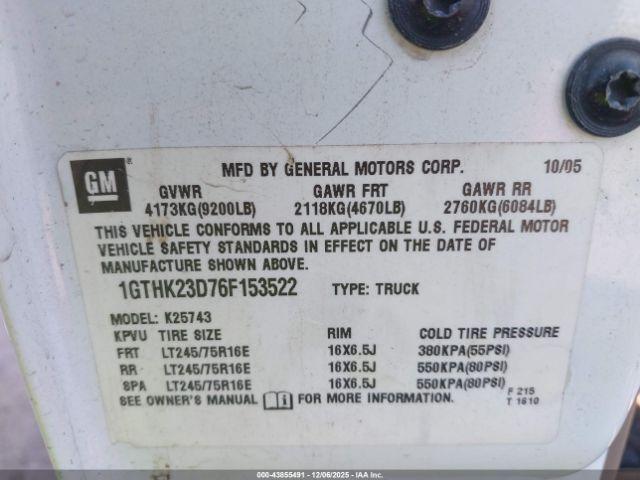 GM
MFD BY GENERAL MOTORS CORP. 10/05
GVWR GAWR FRT GAWR RR
4173KG(9200LB) 2118KG(4670LB) 2760KG(6084LB)
THIS VEHICLE CONFORMS TO ALL APPLICABLE U.S. FEDERAL MOTOR
VEHICLE SAFETY STANDARDS IN EFFECT ON THE DATE OF
MANUFACTURE SHOWN ABOVE.
1GTHK23D76F153522 TYPE: TRUCK
MODEL: K25743
KPVU TIRE SIZE RIM COLD TIRE PRESSURE
FRT LT245/75R16E 16X6.5J 380KPA(55PSI)
RR LT245/75R16E 16X6.5J 550KPA(80PSI)
SPA LT245/75R16E 16X6.5J 550KPA(80PSI)
SEE OWNER'S MANUAL FOR MORE INFORMATION.
F 215
T 1610
000-43855491 - 12/06/2025 - IAA Inc.